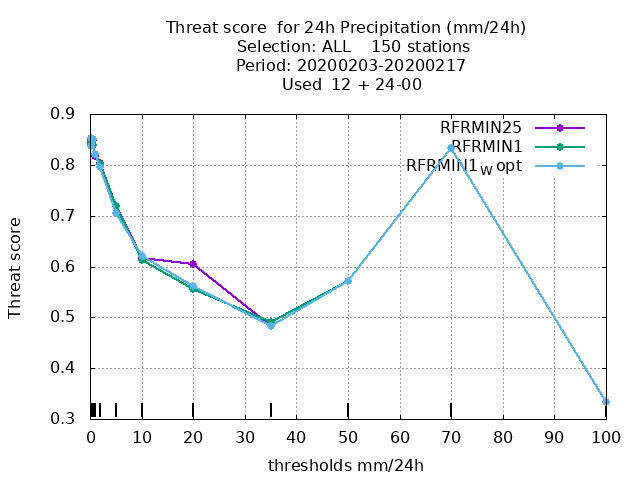 Threat score  for 24h Precipitation (mm/24h)
Selection: ALL    150 stations
Period: 20200203-20200217
Used  12 + 24-00
RFRMIN25
RFRMIN1
RFRMIN1w opt
Threat score
0.9
0.8
0.7
0.6
0.5
0.4
0.3
0 10 20 30 40 50 60 70 80 90 100
thresholds mm/24h